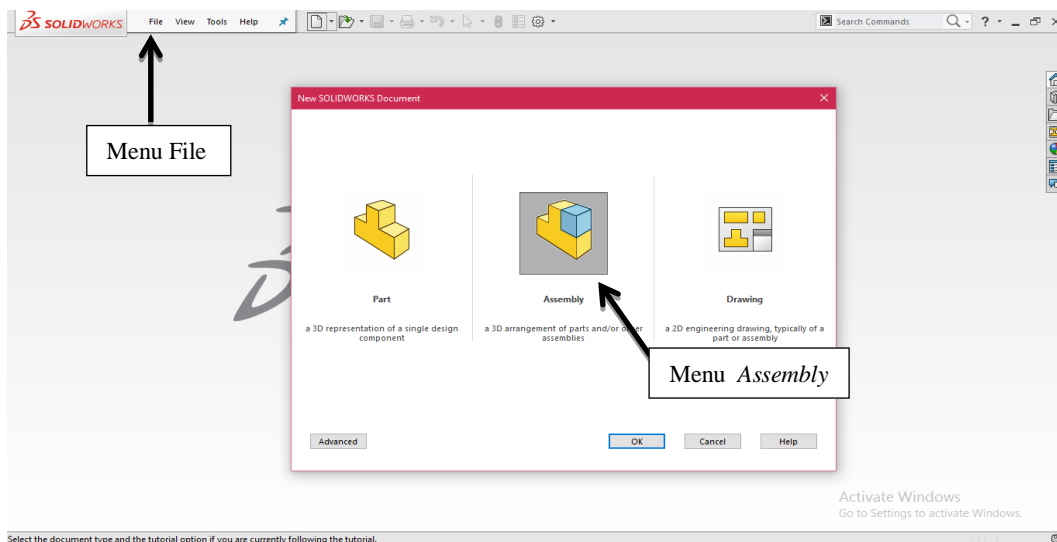 SOLIDWORKS File View Tools Help Search Commands ?
New SOLIDWORKS Document
Menu File
Part
a 3D representation of a single design
component
Assembly
a 3D arrangement of parts and/or other
assemblies
Drawing
a 2D engineering drawing, typically of a
part or assembly
Menu Assembly
Advanced OK Cancel Help
Activate Windows
Go to Settings to activate Windows.
Select the document type and the tutorial option if you are currently following the tutorial.